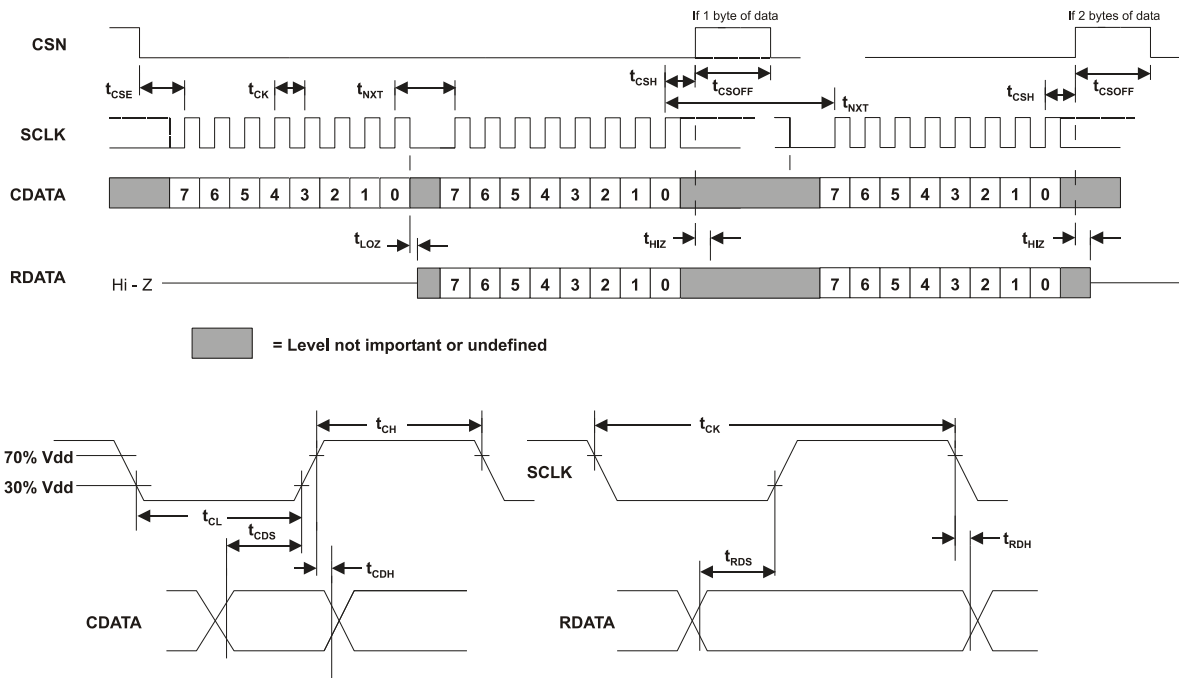 If 1 byte of data
If 2 bytes of data
CSN
tCSE
tCK
tNXT
tCSH
tCSOFF
tNXT
tCSH
tCSOFF
SCLK
CDATA
7 6 5 4 3 2 1 0
7 6 5 4 3 2 1 0
7 6 5 4 3 2 1 0
tLOZ
tHIZ
tHIZ
RDATA
Hi - Z
7 6 5 4 3 2 1 0
7 6 5 4 3 2 1 0
= Level not important or undefined
tCH
tCK
70% Vdd
30% Vdd
SCLK
tCL
tCDS
tCDH
tRDS
tRDH
CDATA
RDATA